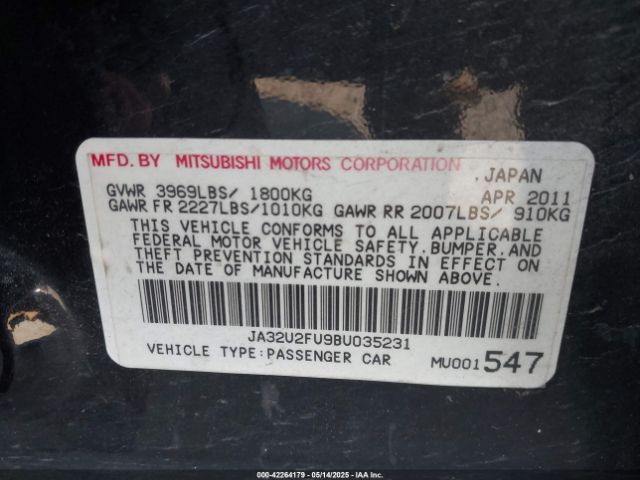 MFD. BY MITSUBISHI MOTORS CORPORATION , JAPAN
GVWR 3969LBS/ 1800KG APR 2011
GAWR FR 2227LBS/1010KG GAWR RR 2007LBS/ 910KG
THIS VEHICLE CONFORMS TO ALL APPLICABLE
FEDERAL MOTOR VEHICLE SAFETY,BUMPER,AND
THEFT PREVENTION STANDARDS IN EFFECT ON
THE DATE OF MANUFACTURE SHOWN ABOVE.
JA32U2FU9BU035231
VEHICLE TYPE:PASSENGER CAR MU001547
000-42264179 - 05/14/2025 - IAAI.COM